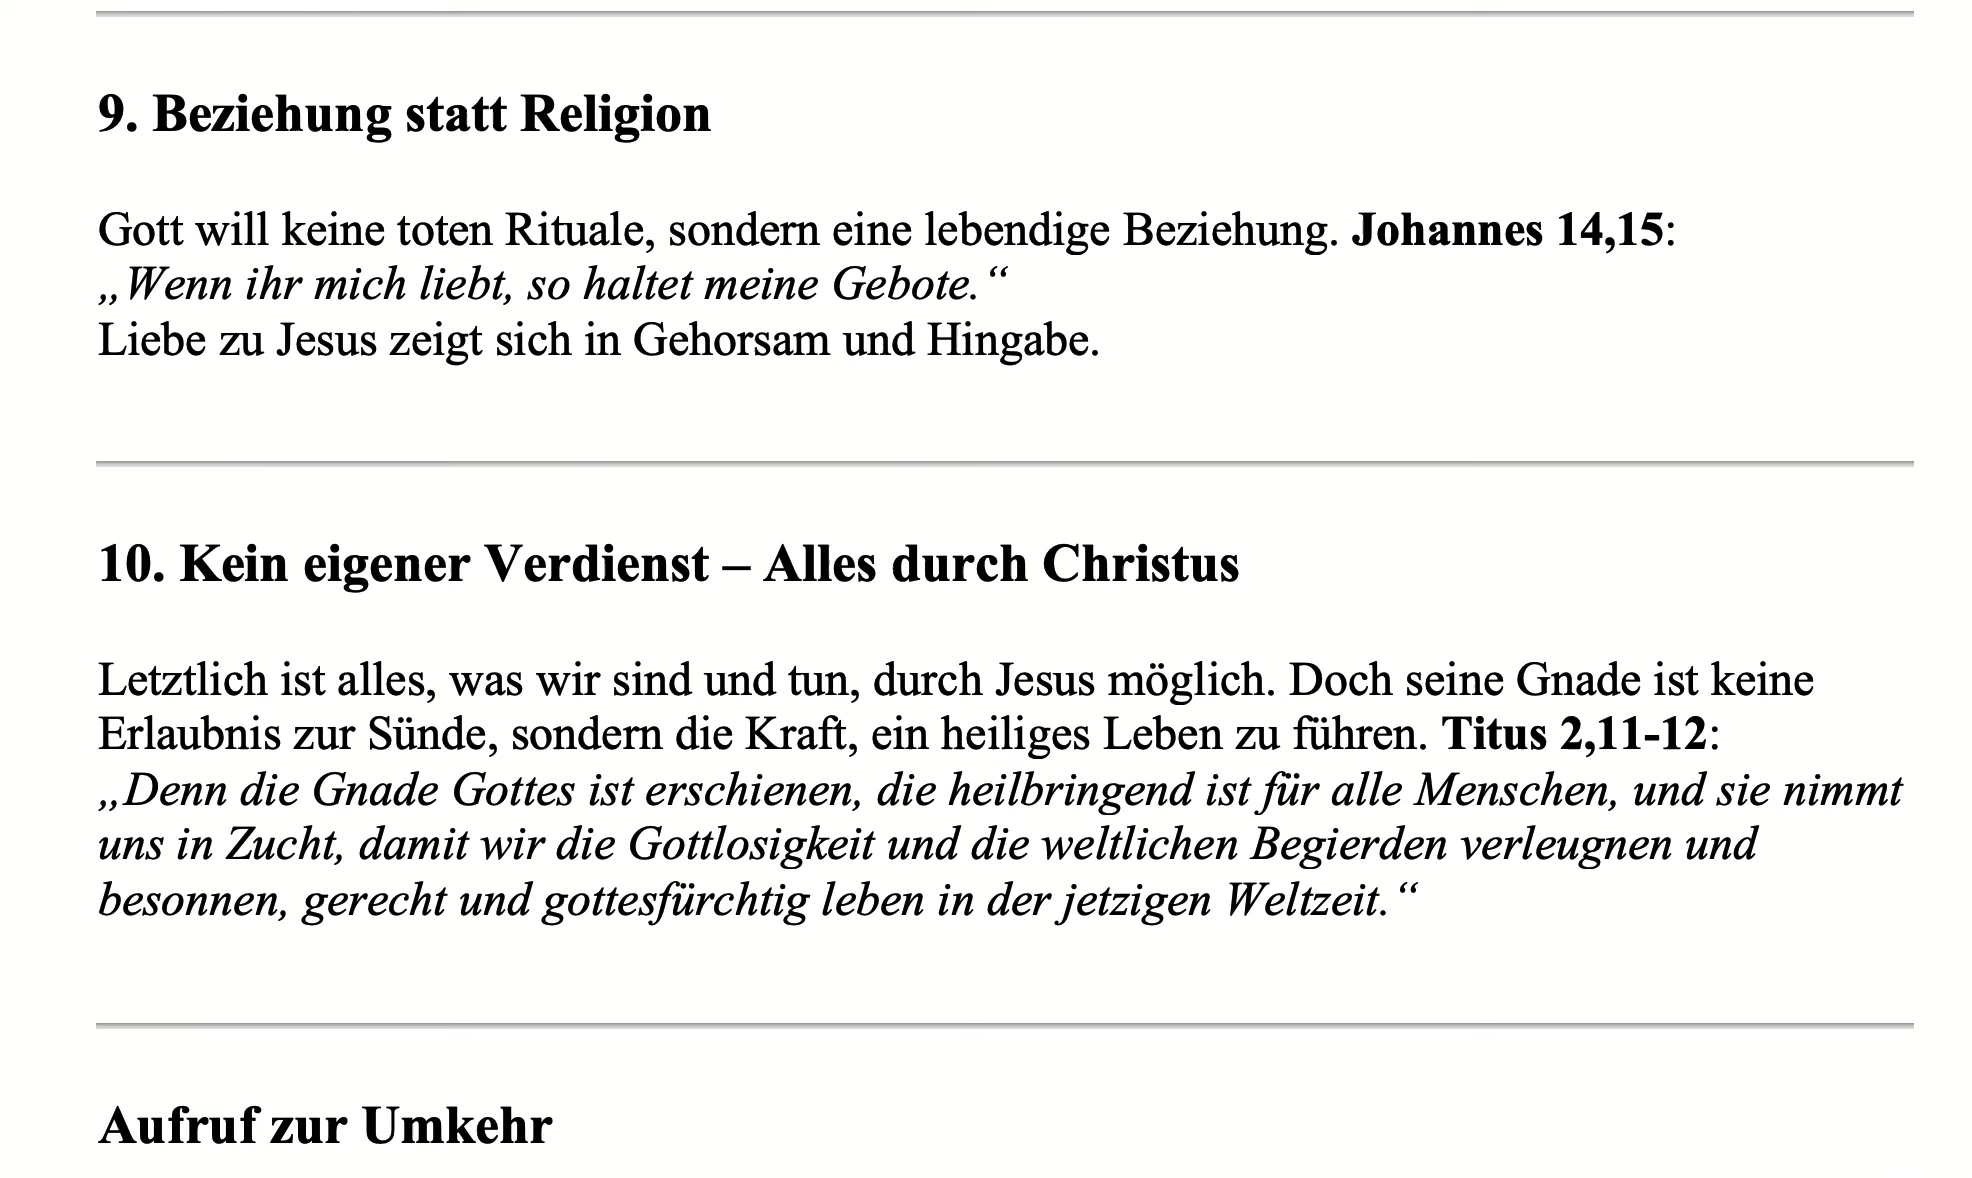 9. Beziehung statt Religion
Gott will keine toten Rituale, sondern eine lebendige Beziehung. Johannes 14,15:
„Wenn ihr mich liebt, so haltet meine Gebote.“
Liebe zu Jesus zeigt sich in Gehorsam und Hingabe.
10. Kein eigener Verdienst – Alles durch Christus
Letztlich ist alles, was wir sind und tun, durch Jesus möglich. Doch seine Gnade ist keine
Erlaubnis zur Sünde, sondern die Kraft, ein heiliges Leben zu führen. Titus 2,11-12:
„Denn die Gnade Gottes ist erschienen, die heilbringend ist für alle Menschen, und sie nimmt
uns in Zucht, damit wir die Gottlosigkeit und die weltlichen Begierden verleugnen und
besonnen, gerecht und gottesfürchtig leben in der jetzigen Weltzeit.“
Aufruf zur Umkehr